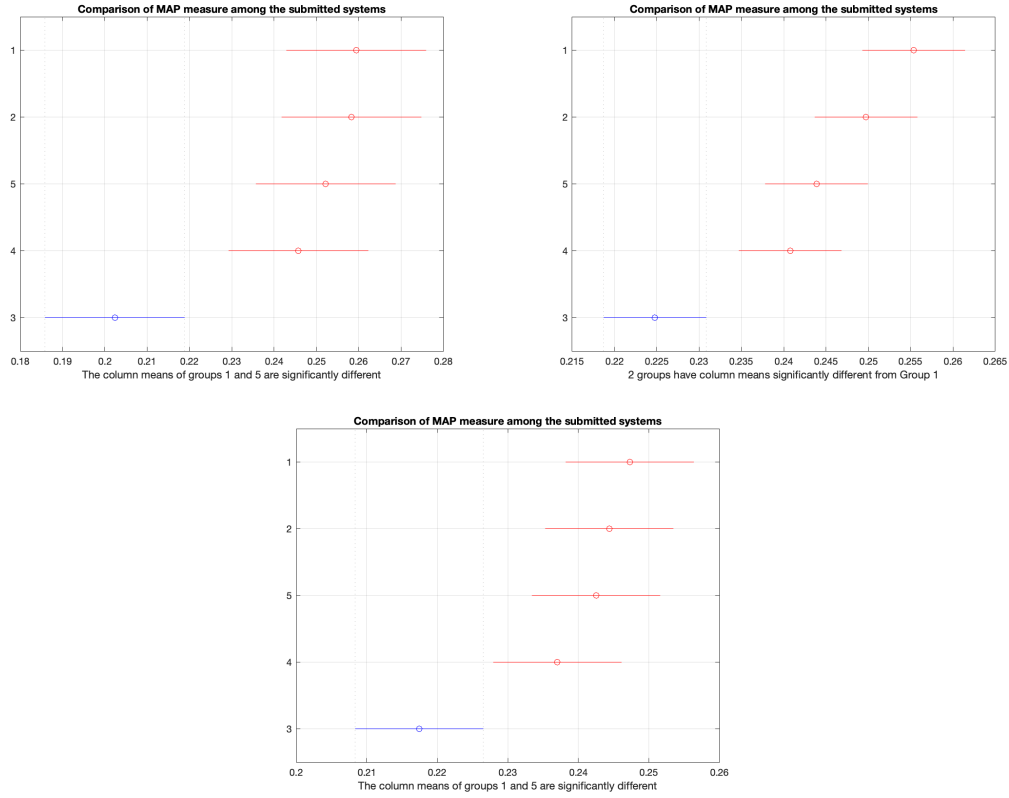 Comparison of MAP measure among the submitted systems
1
2
5
4
3
0.18 0.19 0.2 0.21 0.22 0.23 0.24 0.25 0.26 0.27 0.28
The column means of groups 1 and 5 are significantly different
Comparison of MAP measure among the submitted systems
1
2
5
4
3
0.215 0.22 0.225 0.23 0.235 0.24 0.245 0.25 0.255 0.26 0.265
2 groups have column means significantly different from Group 1
Comparison of MAP measure among the submitted systems
1
2
5
4
3
0.2 0.21 0.22 0.23 0.24 0.25 0.26
The column means of groups 1 and 5 are significantly different